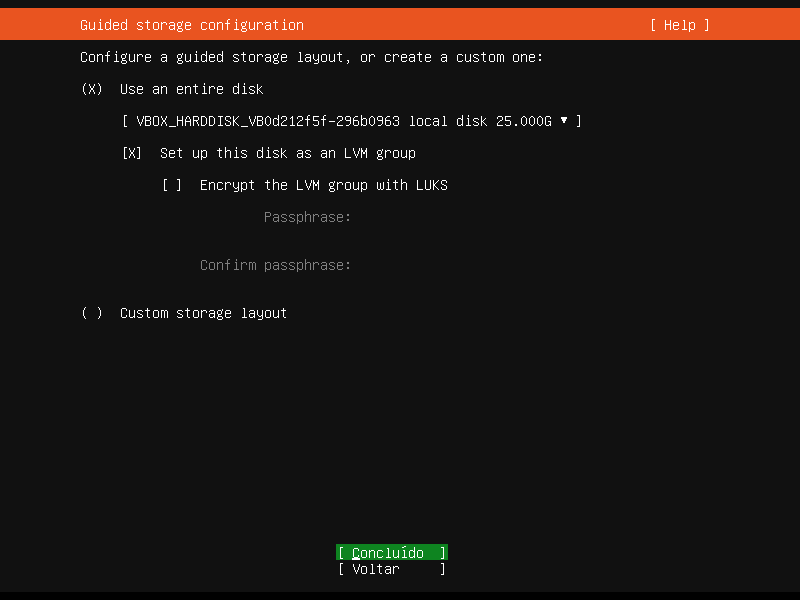 Guided storage configuration [ Help ]
Configure a guided storage layout, or create a custom one:
(X) Use an entire disk
[ VBOX_HARDDISK_VB0d212f5f-296b0963 local disk 25.000G ▾ ]
[X] Set up this disk as an LVM group
[ ] Encrypt the LVM group with LUKS
Passphrase:
Confirm passphrase:
( ) Custom storage layout
[ Concluído ]
[ Voltar ]